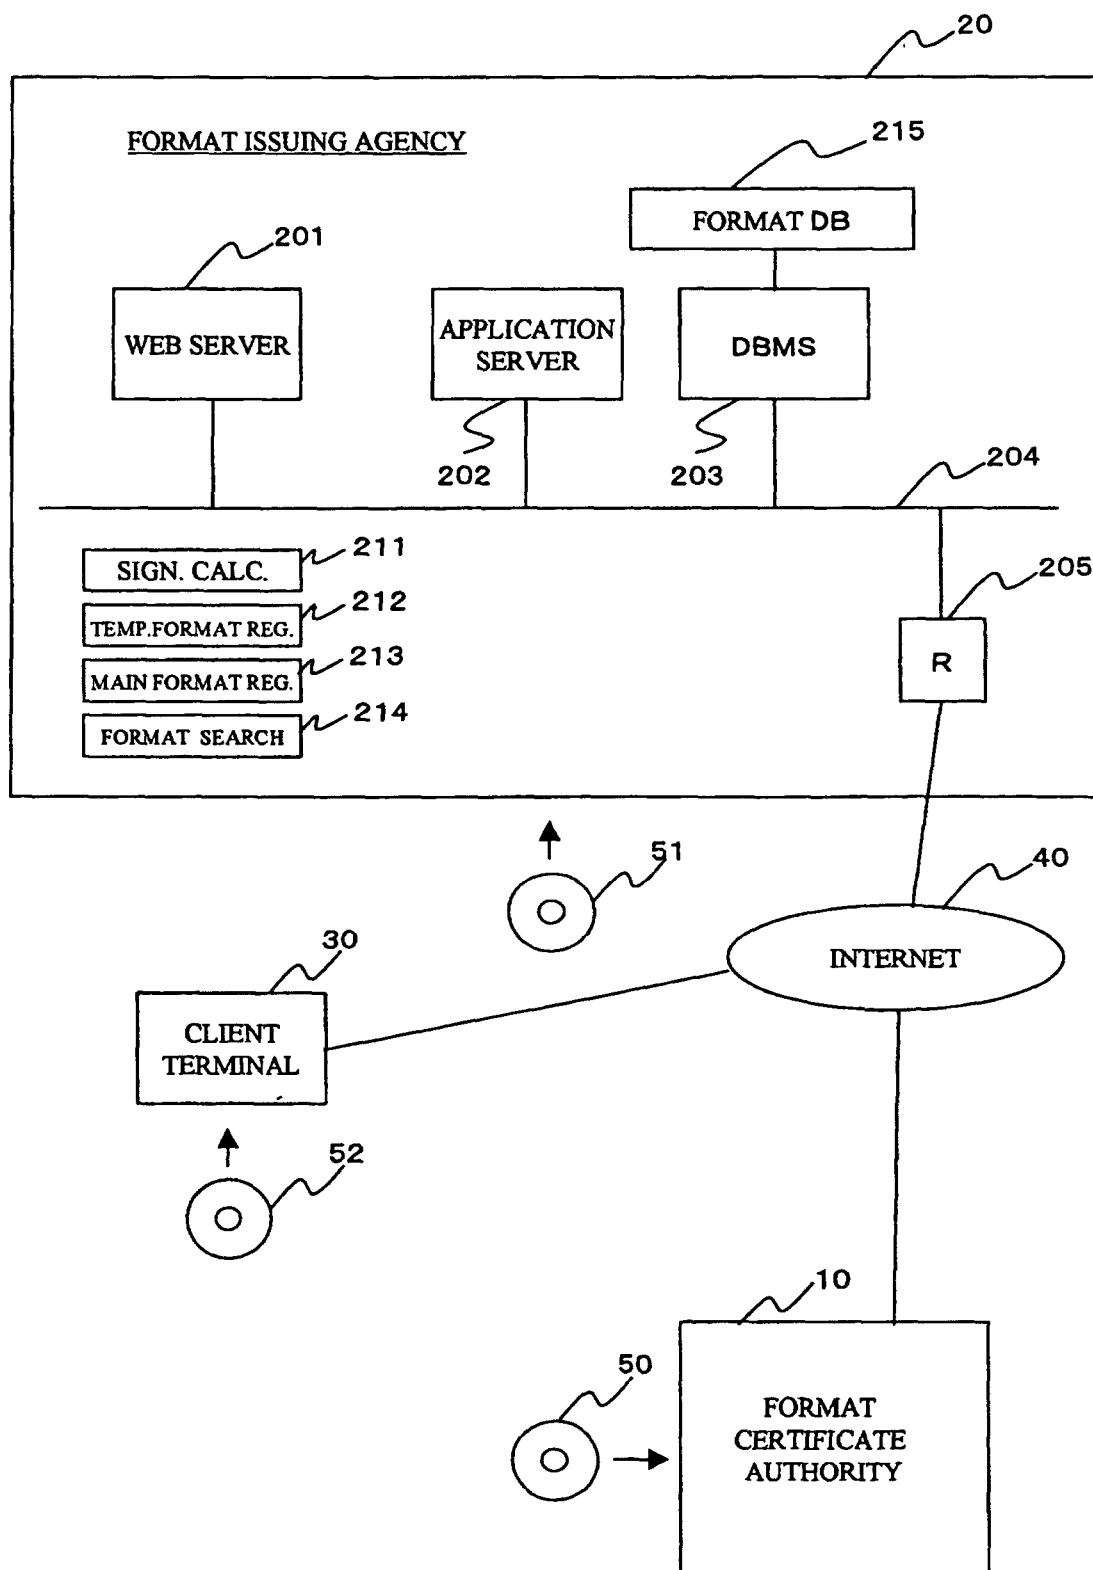 20
FORMAT ISSUING AGENCY
215
FORMAT DB
201
WEB SERVER
APPLICATION
SERVER
DBMS
202
203
204
211
SIGN. CALC.
205
212
TEMP.FORMAT REG.
213
MAIN FORMAT REG.
R
214
FORMAT SEARCH
51
40
INTERNET
30
CLIENT
TERMINAL
52
10
50
FORMAT
CERTIFICATE
AUTHORITY